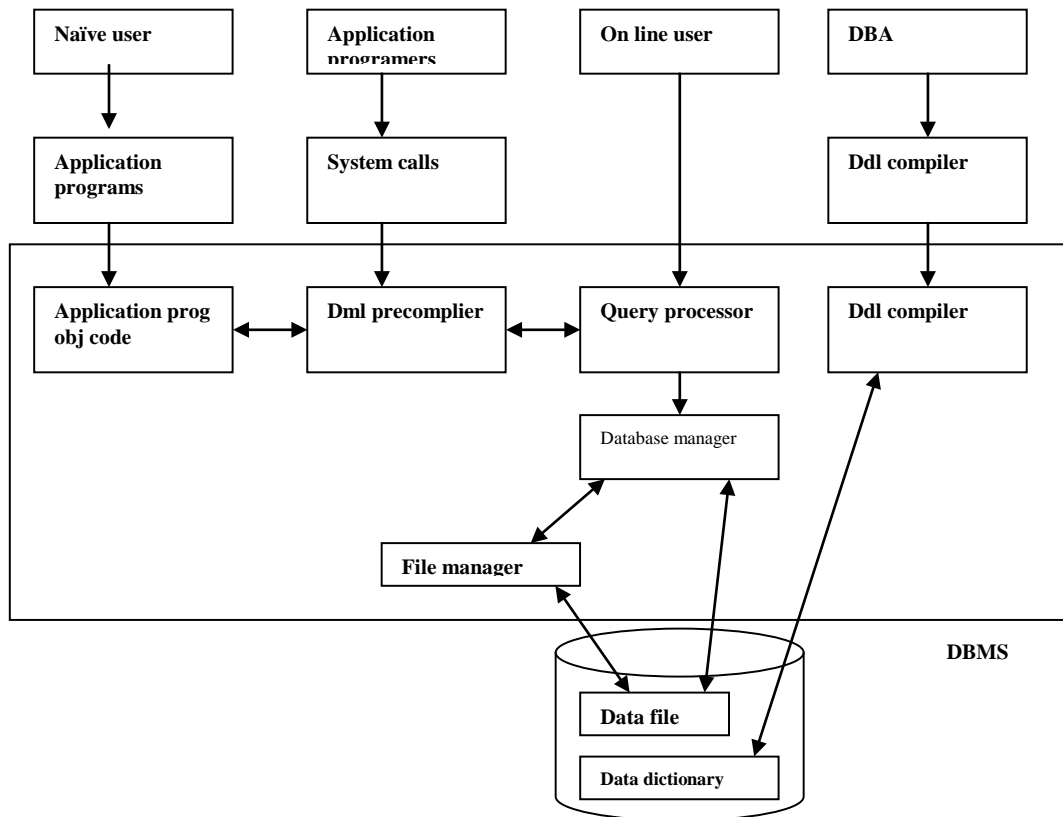 Naïve user
Application
programers
On line user
DBA
Application
programs
System calls
Ddl compiler
Application prog
obj code
Dml precomplier
Query processor
Ddl compiler
Database manager
File manager
DBMS
Data file
Data dictionary